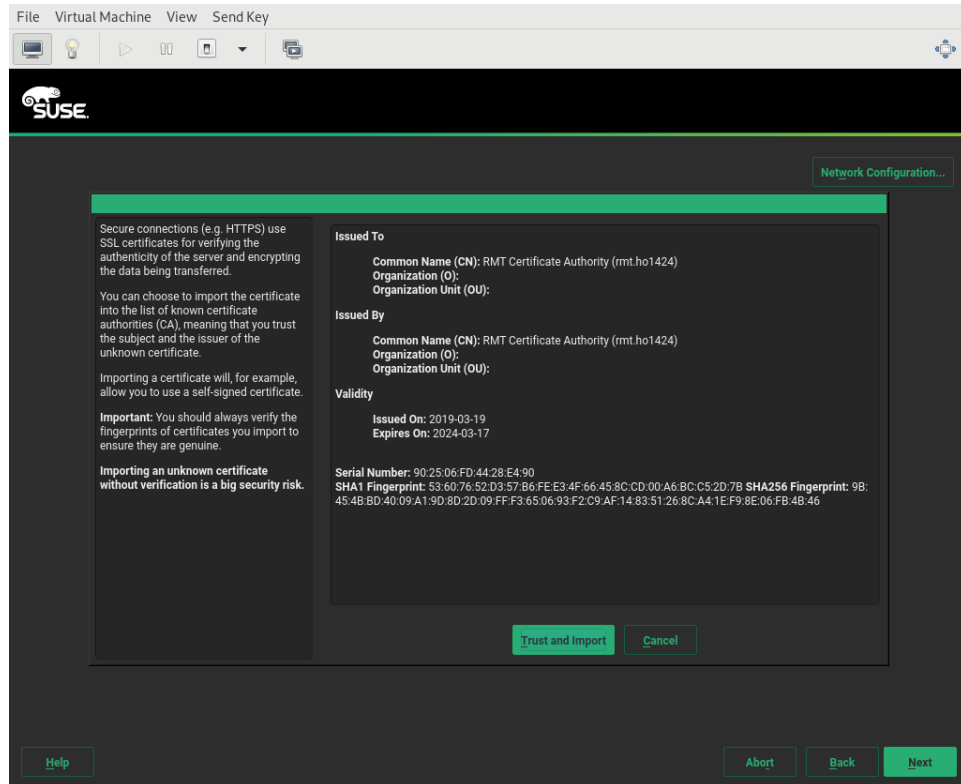 File Virtual Machine View Send Key
SUSE.
Network Configuration...
Secure connections (e.g. HTTPS) use
SSL certificates for verifying the
authenticity of the server and encrypting
the data being transferred.
You can choose to import the certificate
into the list of known certificate
authorities (CA), meaning that you trust
the subject and the issuer of the
unknown certificate.
Importing a certificate will, for example,
allow you to use a self-signed certificate.
Important: You should always verify the
fingerprints of certificates you import to
ensure they are genuine.
Importing an unknown certificate
without verification is a big security risk.
Issued To
Common Name (CN): RMT Certificate Authority (rmt.ho1424)
Organization (O):
Organization Unit (OU):
Issued By
Common Name (CN): RMT Certificate Authority (rmt.ho1424)
Organization (O):
Organization Unit (OU):
Validity
Issued On: 2019-03-19
Expires On: 2024-03-17
Serial Number: 90:25:06:FD:44:28:E4:90
SHA1 Fingerprint: 53:60:76:52:D3:57:B6:FE:E3:4F:66:45:8C:CD:00:A6:BC:C5:2D:7B SHA256 Fingerprint: 9B:
45:4B:BD:40:09:A1:9D:8D:2D:09:FF:F3:65:06:93:F2:C9:AF:14:83:51:26:8C:A4:1E:F9:8E:06:FB:4B:46
Trust and Import
Cancel
Help
Abort
Back
Next